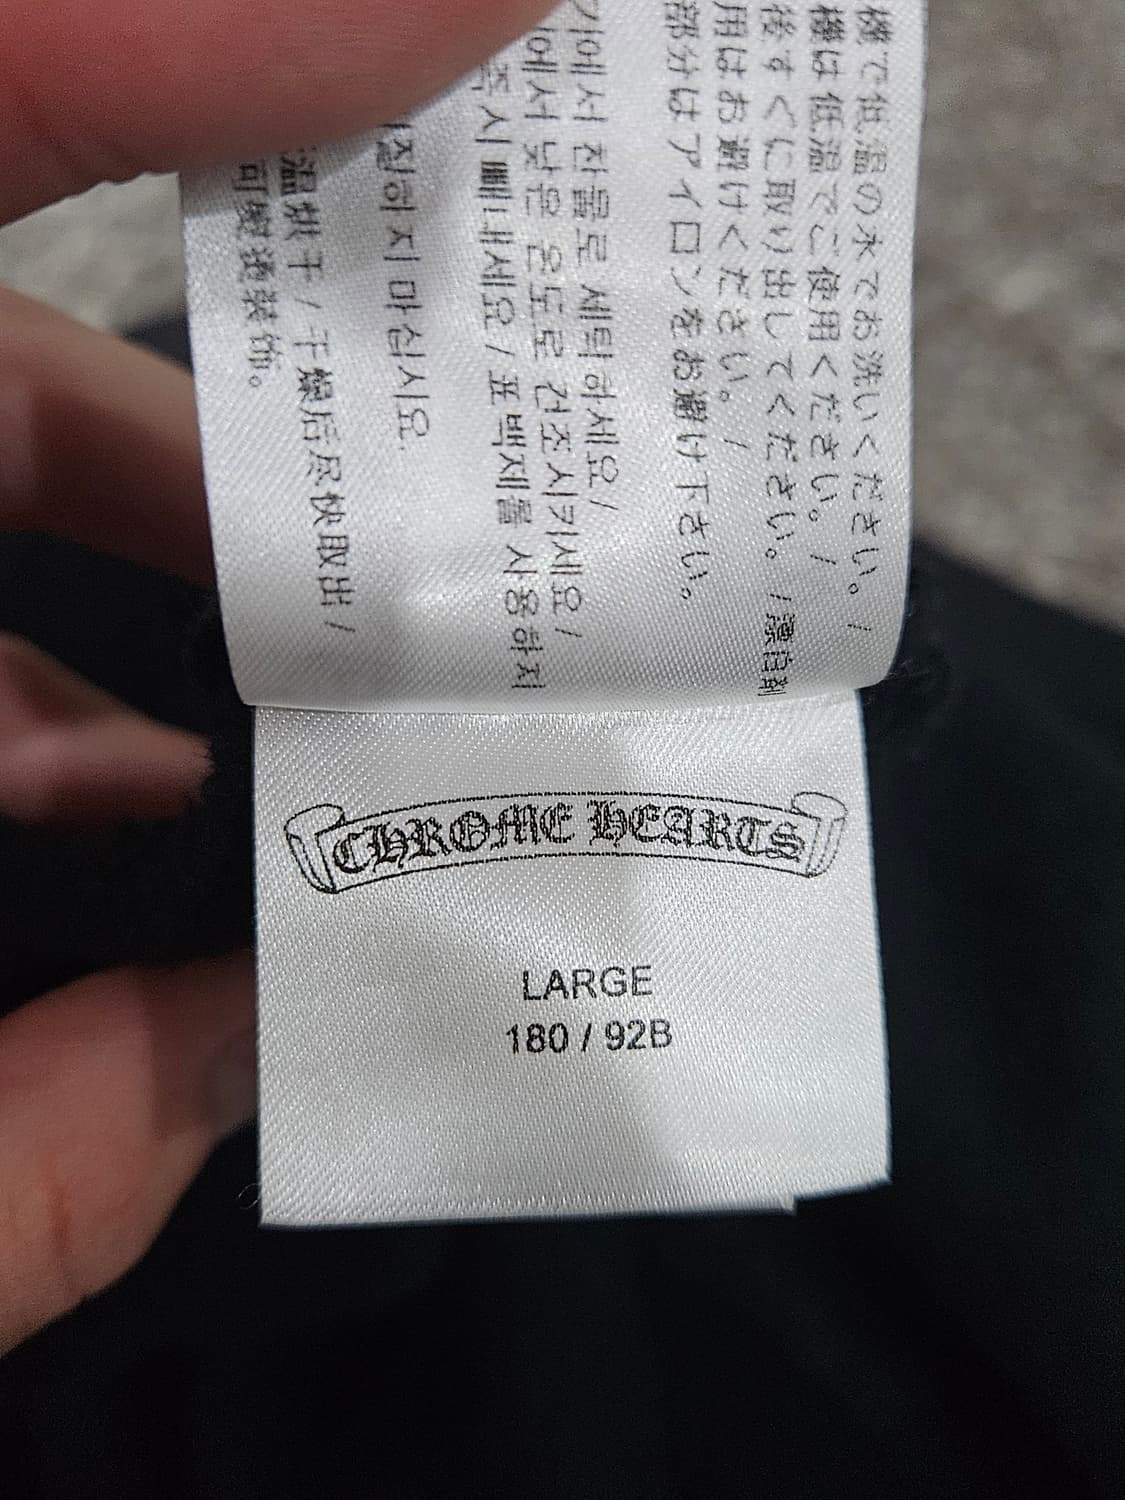 機で低温の水でお洗いください。 /
機は低温でご使用ください。 /
後すぐに取り出してください。 / 漂白剤
用はお避けください。 /
部分はアイロンをお避け下さい。
기에서 찬물로 세탁하세요 /
에서 낮은 온도로 건조시키세요 /
즉시 빼내세요 / 표백제를 사용하지
질하지 마십시요.
温烘干 / 干燥后尽快取出 /
可熨烫装饰。
CHROME HEARTS
LARGE
180 / 92B